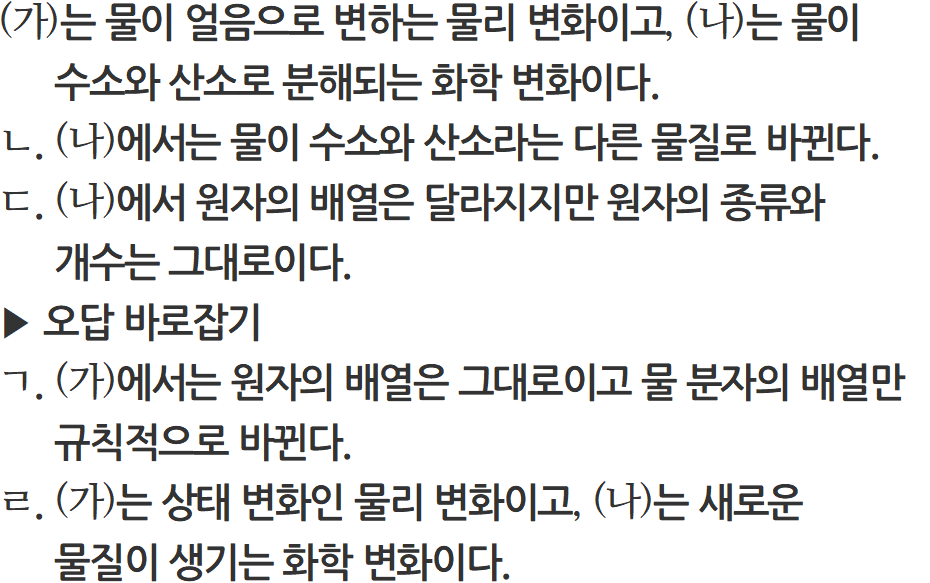 (가)는 물이 얼음으로 변하는 물리 변화이고, (나)는 물이
수소와 산소로 분해되는 화학 변화이다.
ㄴ. (나)에서는 물이 수소와 산소라는 다른 물질로 바뀐다.
ㄷ. (나)에서 원자의 배열은 달라지지만 원자의 종류와
개수는 그대로이다.
▶ 오답 바로잡기
ㄱ. (가)에서는 원자의 배열은 그대로이고 물 분자의 배열만
규칙적으로 바뀐다.
ㄹ. (가)는 상태 변화인 물리 변화이고, (나)는 새로운
물질이 생기는 화학 변화이다.